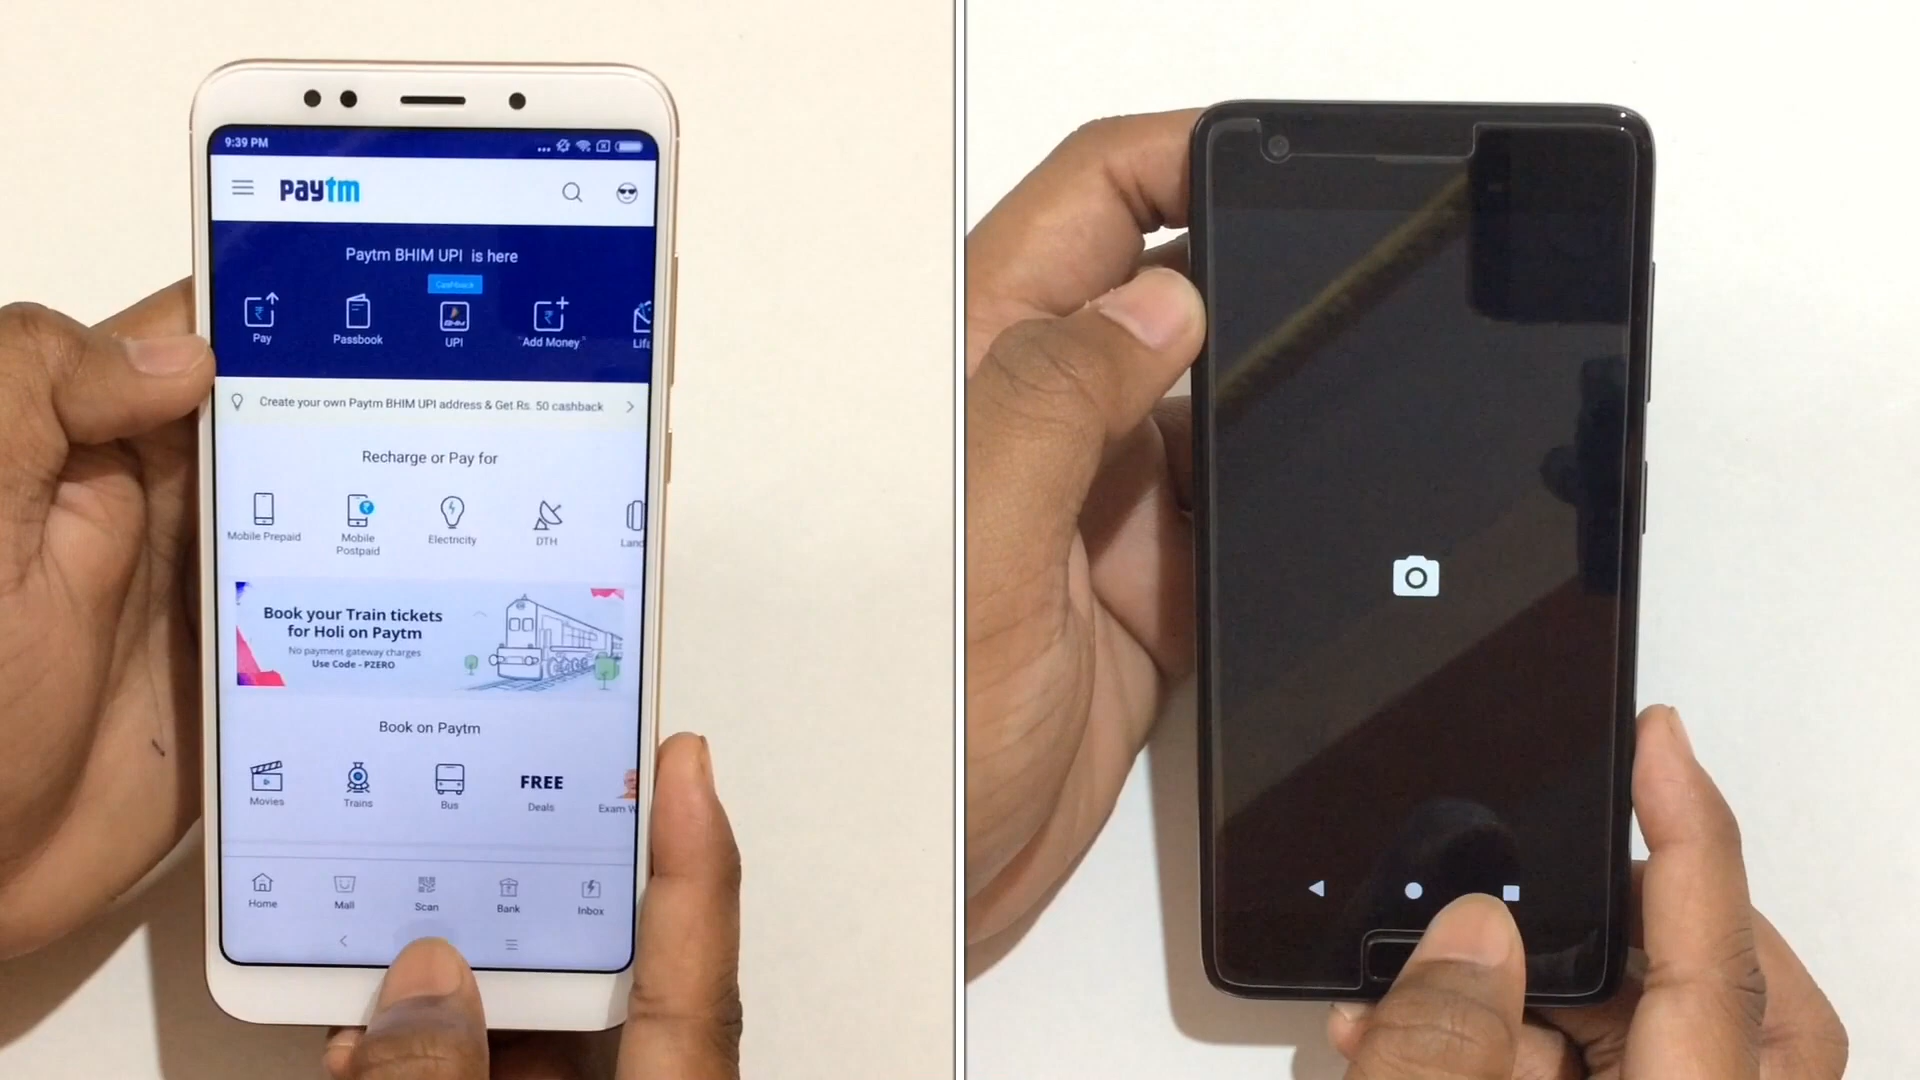 9:39 PM
paytm
Paytm BHIM UPI is here
Cashback
Pay
Passbook
BHIM
UPI
Add Money
Create your own Paytm BHIM UPI address & Get Rs. 50 cashback
Recharge or Pay for
Mobile Prepaid
Mobile
Postpaid
Electricity
DTH
Land
Book your Train tickets
for Holi on Paytm
No payment gateway charges
Use Code - PZERO
Book on Paytm
Movies
Trains
Bus
FREE
Deals
Exam W
Home
Mall
Scan
Bank
Inbox